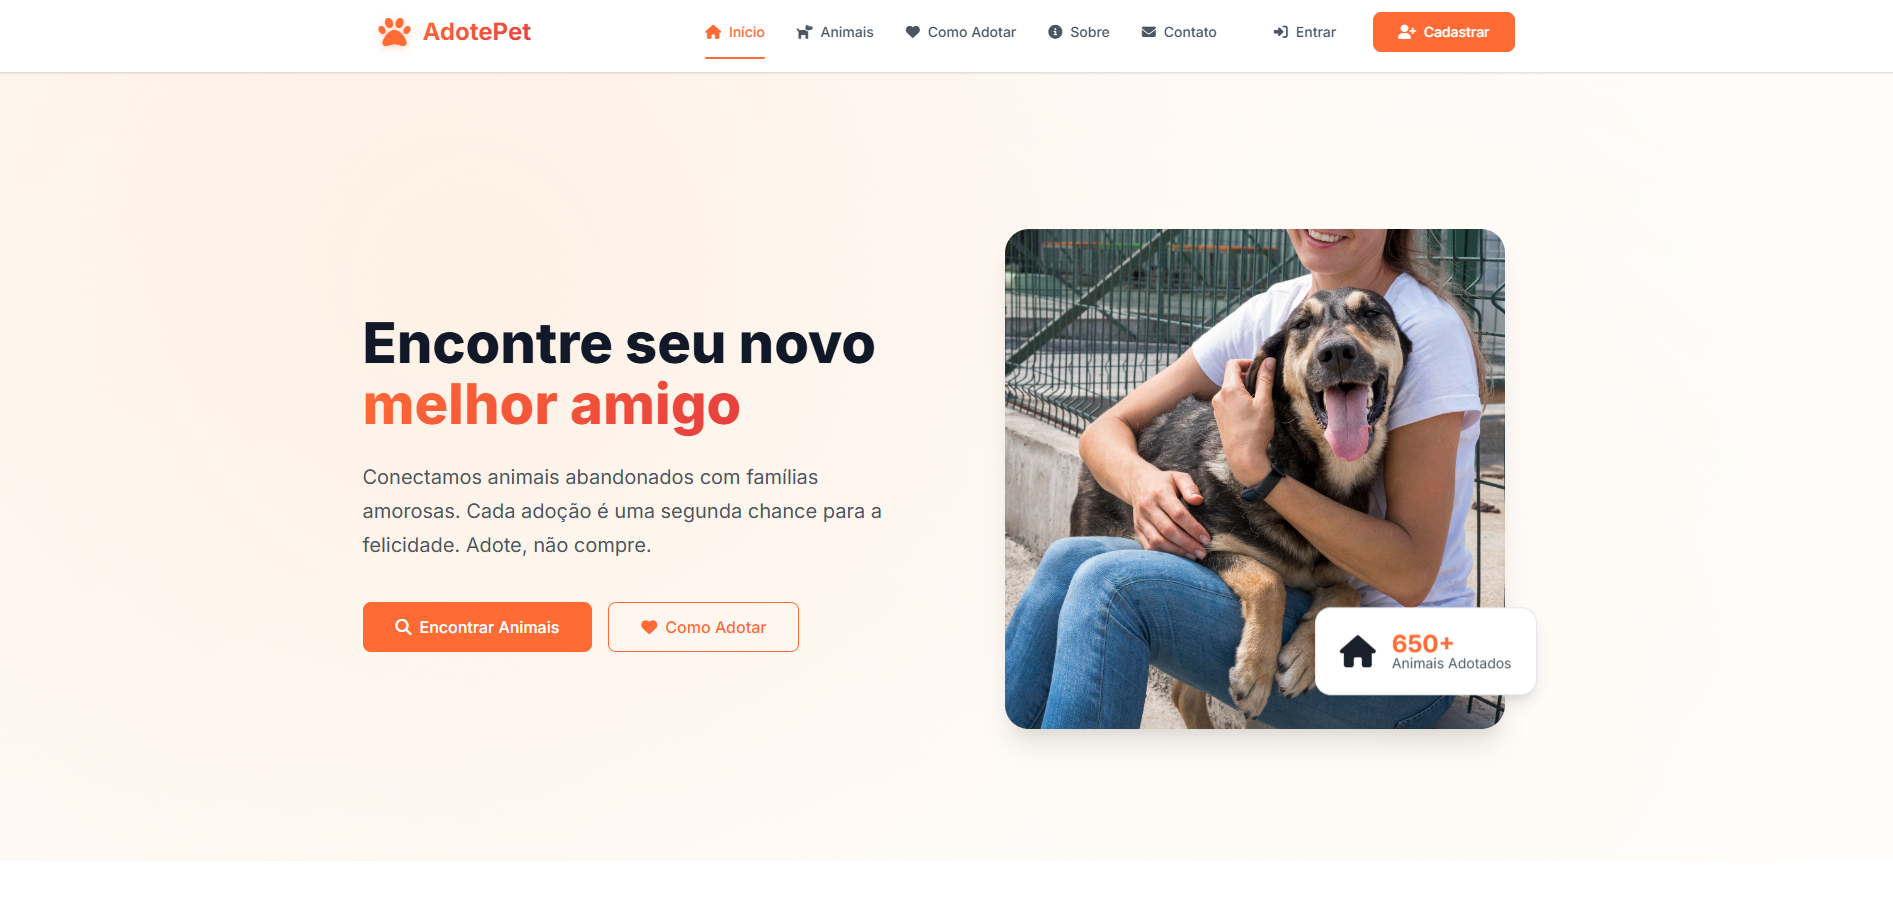 AdotePet
Início
Animais
Como Adotar
Sobre
Contato
Entrar
Cadastrar
Encontre seu novo
melhor amigo
Conectamos animais abandonados com famílias
amorosas. Cada adoção é uma segunda chance para a
felicidade. Adote, não compre.
Encontrar Animais
Como Adotar
650+
Animais Adotados